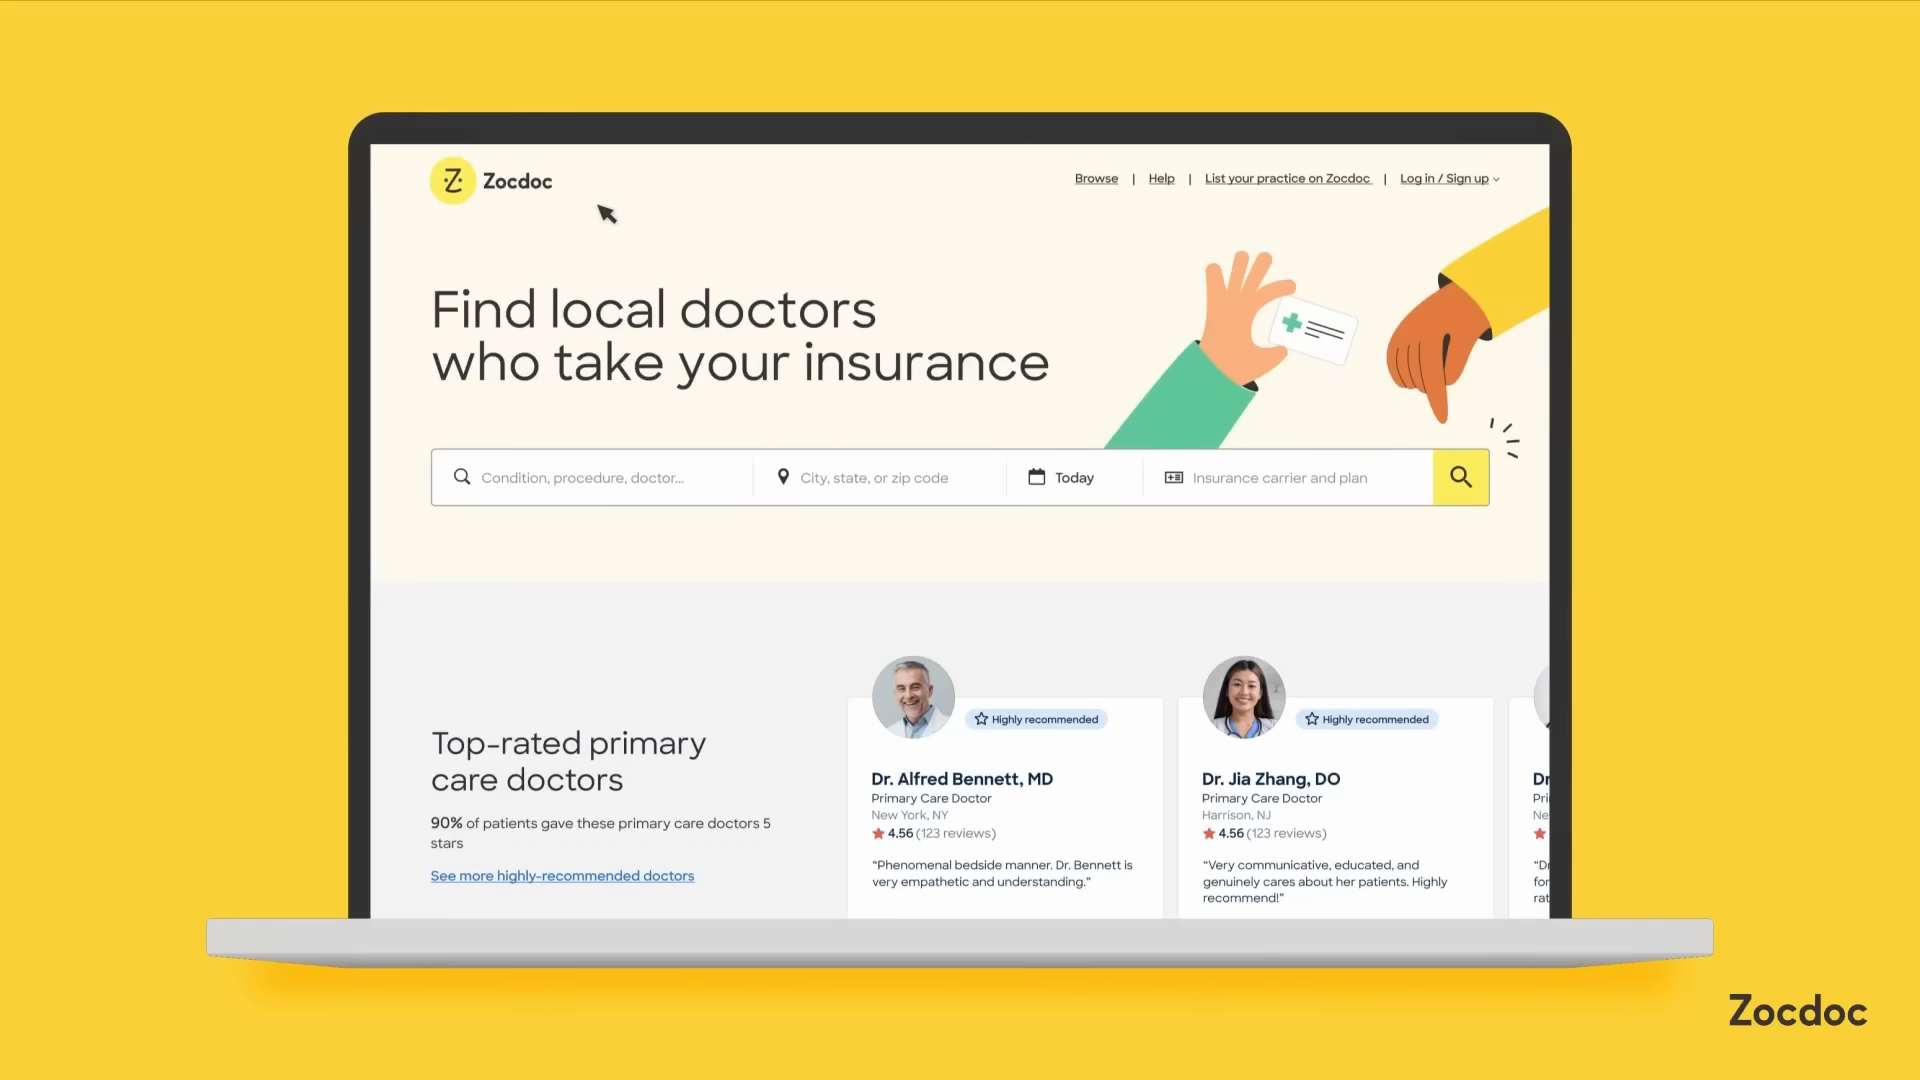 Zocdoc
Browse | Help | List your practice on Zocdoc | Log in / Sign up
Find local doctors
who take your insurance
Condition, procedure, doctor...
City, state, or zip code
Today
Insurance carrier and plan
Top-rated primary
care doctors
90% of patients gave these primary care doctors 5
stars
See more highly-recommended doctors
Highly recommended
Dr. Alfred Bennett, MD
Primary Care Doctor
New York, NY
4.56 (123 reviews)
“Phenomenal bedside manner. Dr. Bennett is
very empathetic and understanding.”
Highly recommended
Dr. Jia Zhang, DO
Primary Care Doctor
Harrison, NJ
4.56 (123 reviews)
“Very communicative, educated, and
genuinely cares about her patients. Highly
recommend!”
Zocdoc